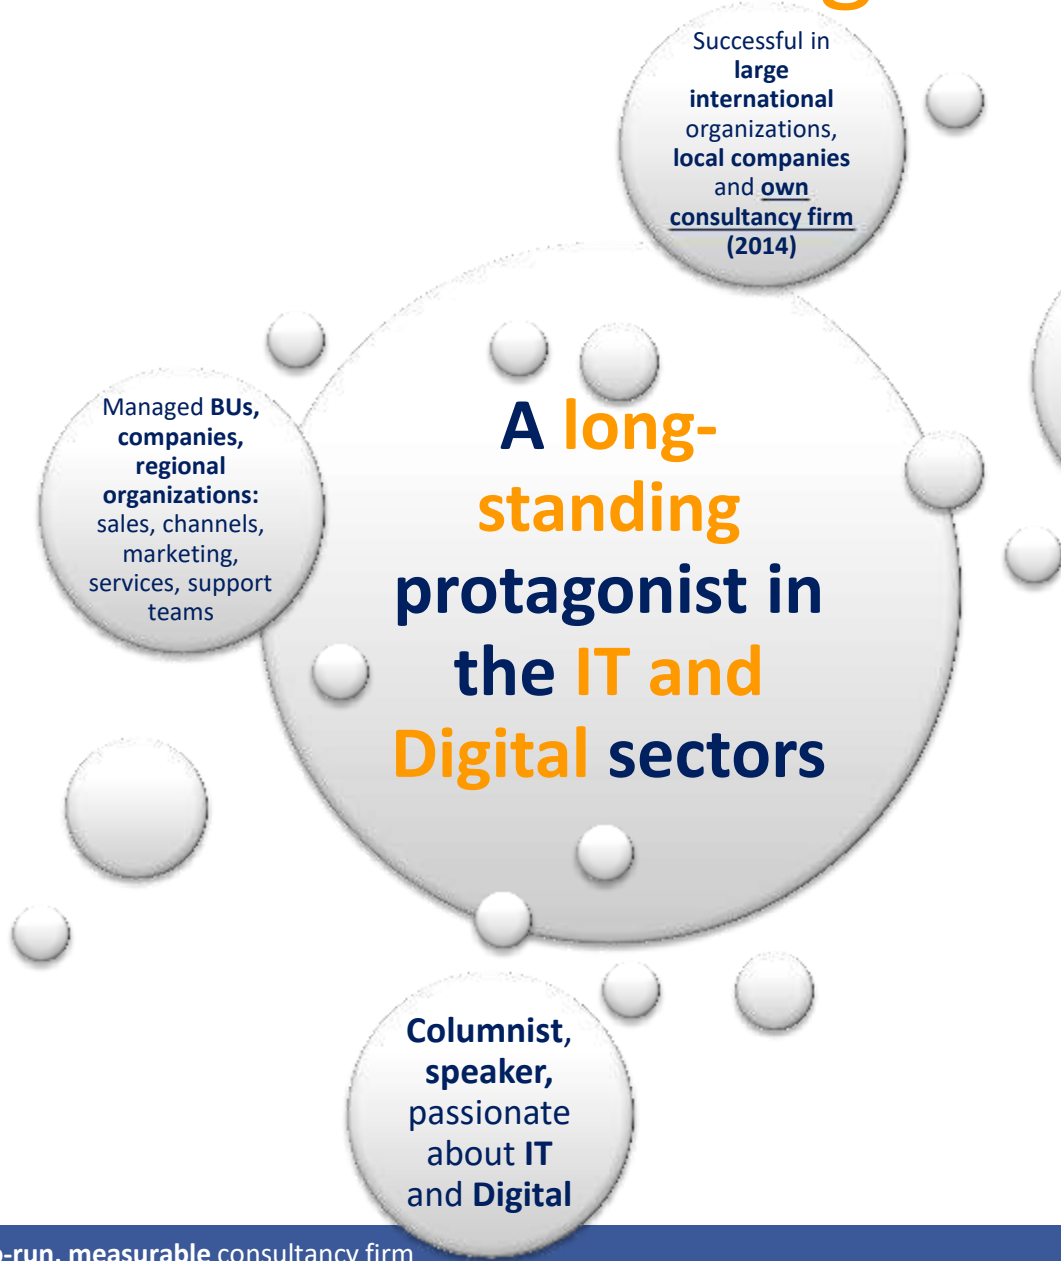 Successful in
large
international
organizations,
local companies
and own
consultancy firm
(2014)
Managed BUs,
companies,
regional
organizations:
sales, channels,
marketing,
services, support
teams
A long-
standing
protagonist in
the IT and
Digital sectors
Columnist,
speaker,
passionate
about IT
and Digital
-run, measurable consultancy firm